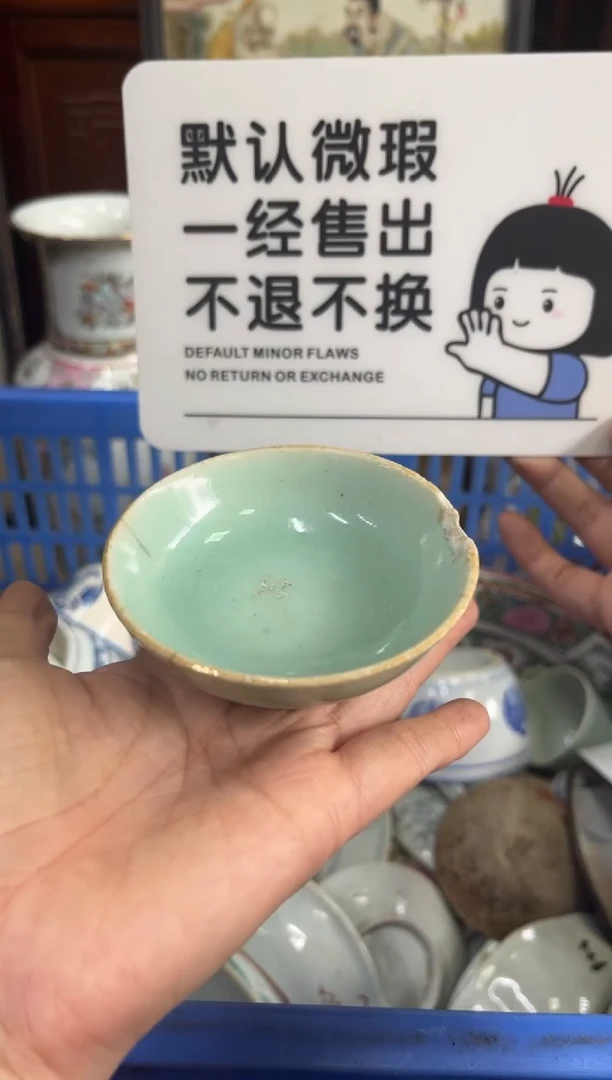 默认微瑕
一经售出
不退不换
DEFAULT MINOR FLAWS
NO RETURN OR EXCHANGE